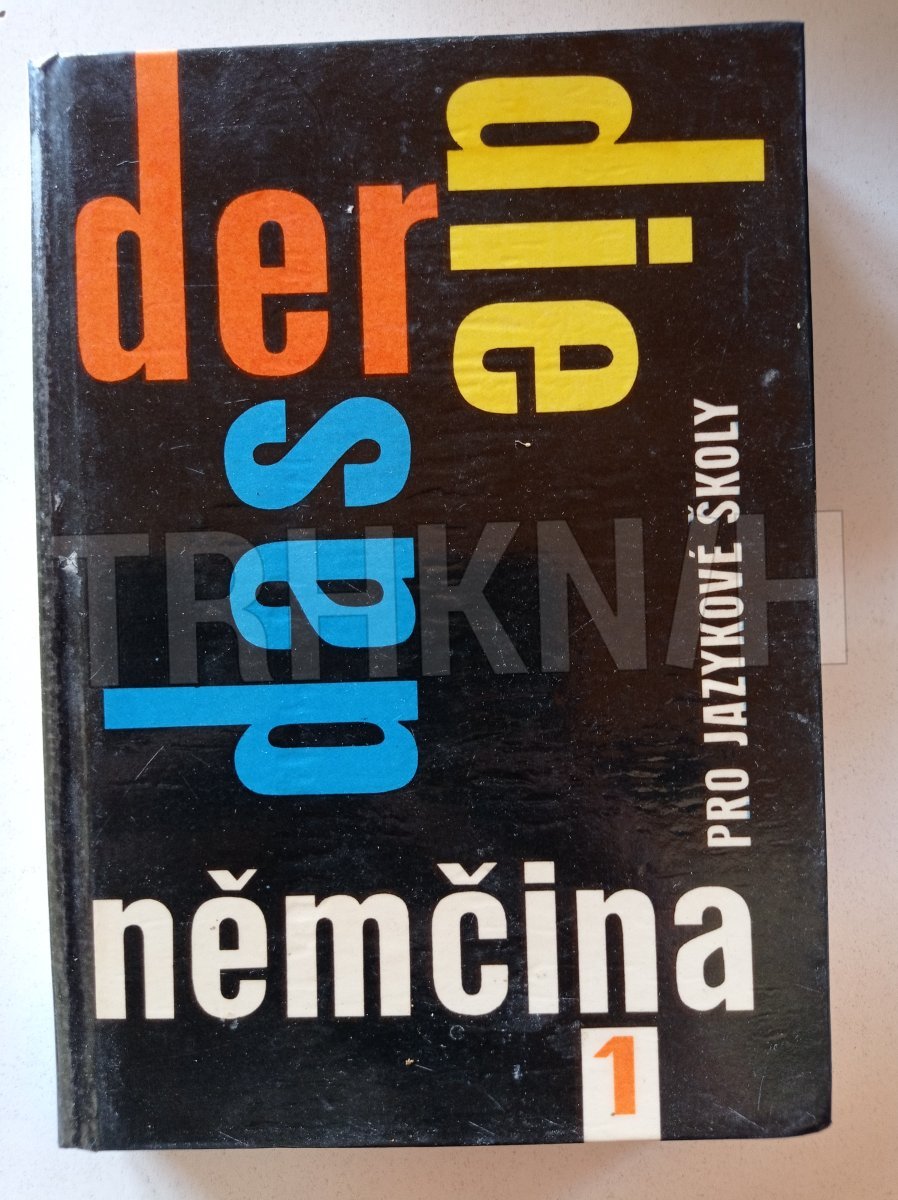 der
die
das
PRO JAZYKOVÉ ŠKOLY
němčina
1
TRHKNIH